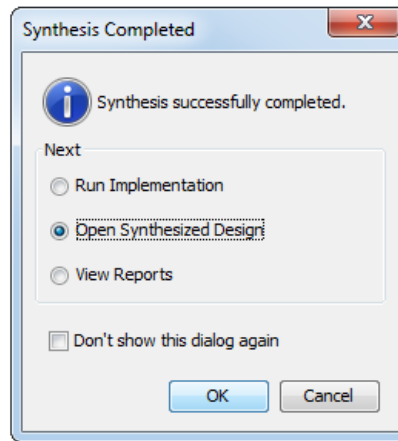 Synthesis Completed
Synthesis successfully completed.
Next
Run Implementation
Open Synthesized Design
View Reports
Don't show this dialog again
OK
Cancel